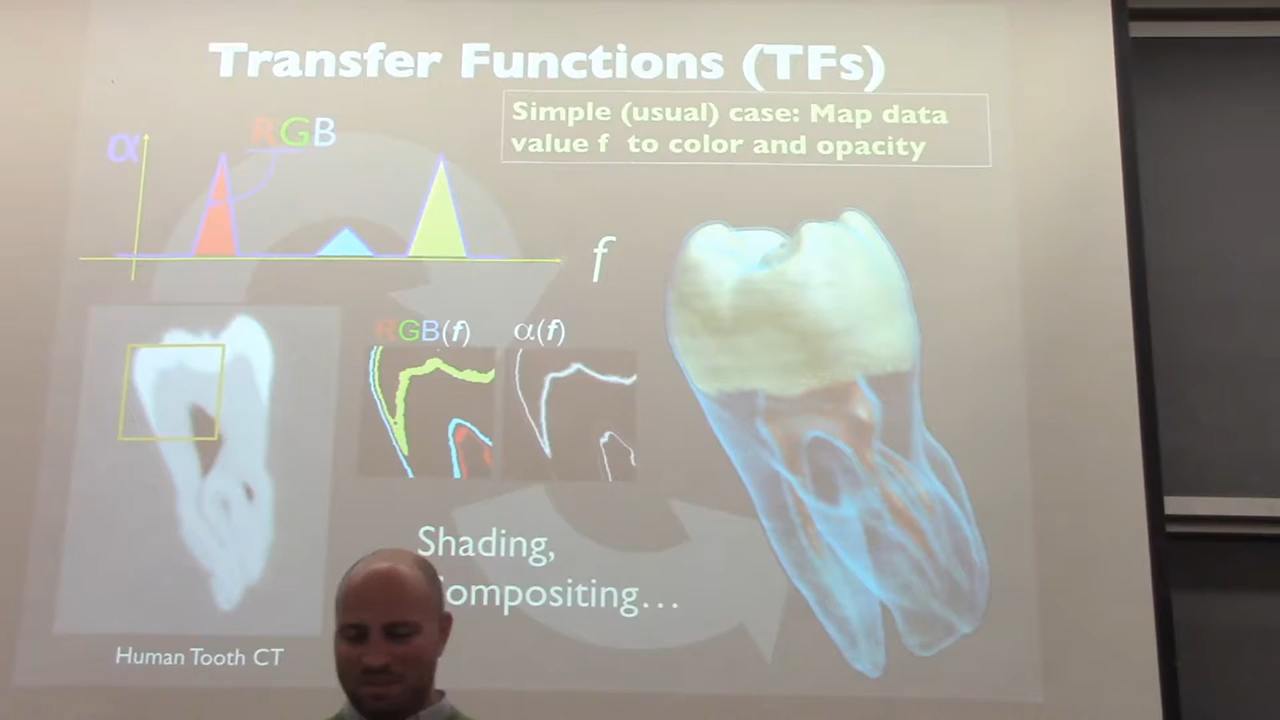 Transfer Functions (TFs)
Simple (usual) case: Map data
value f to color and opacity
α
RGB
f
RGB(f)
α(f)
Shading,
ompositing…
Human Tooth CT